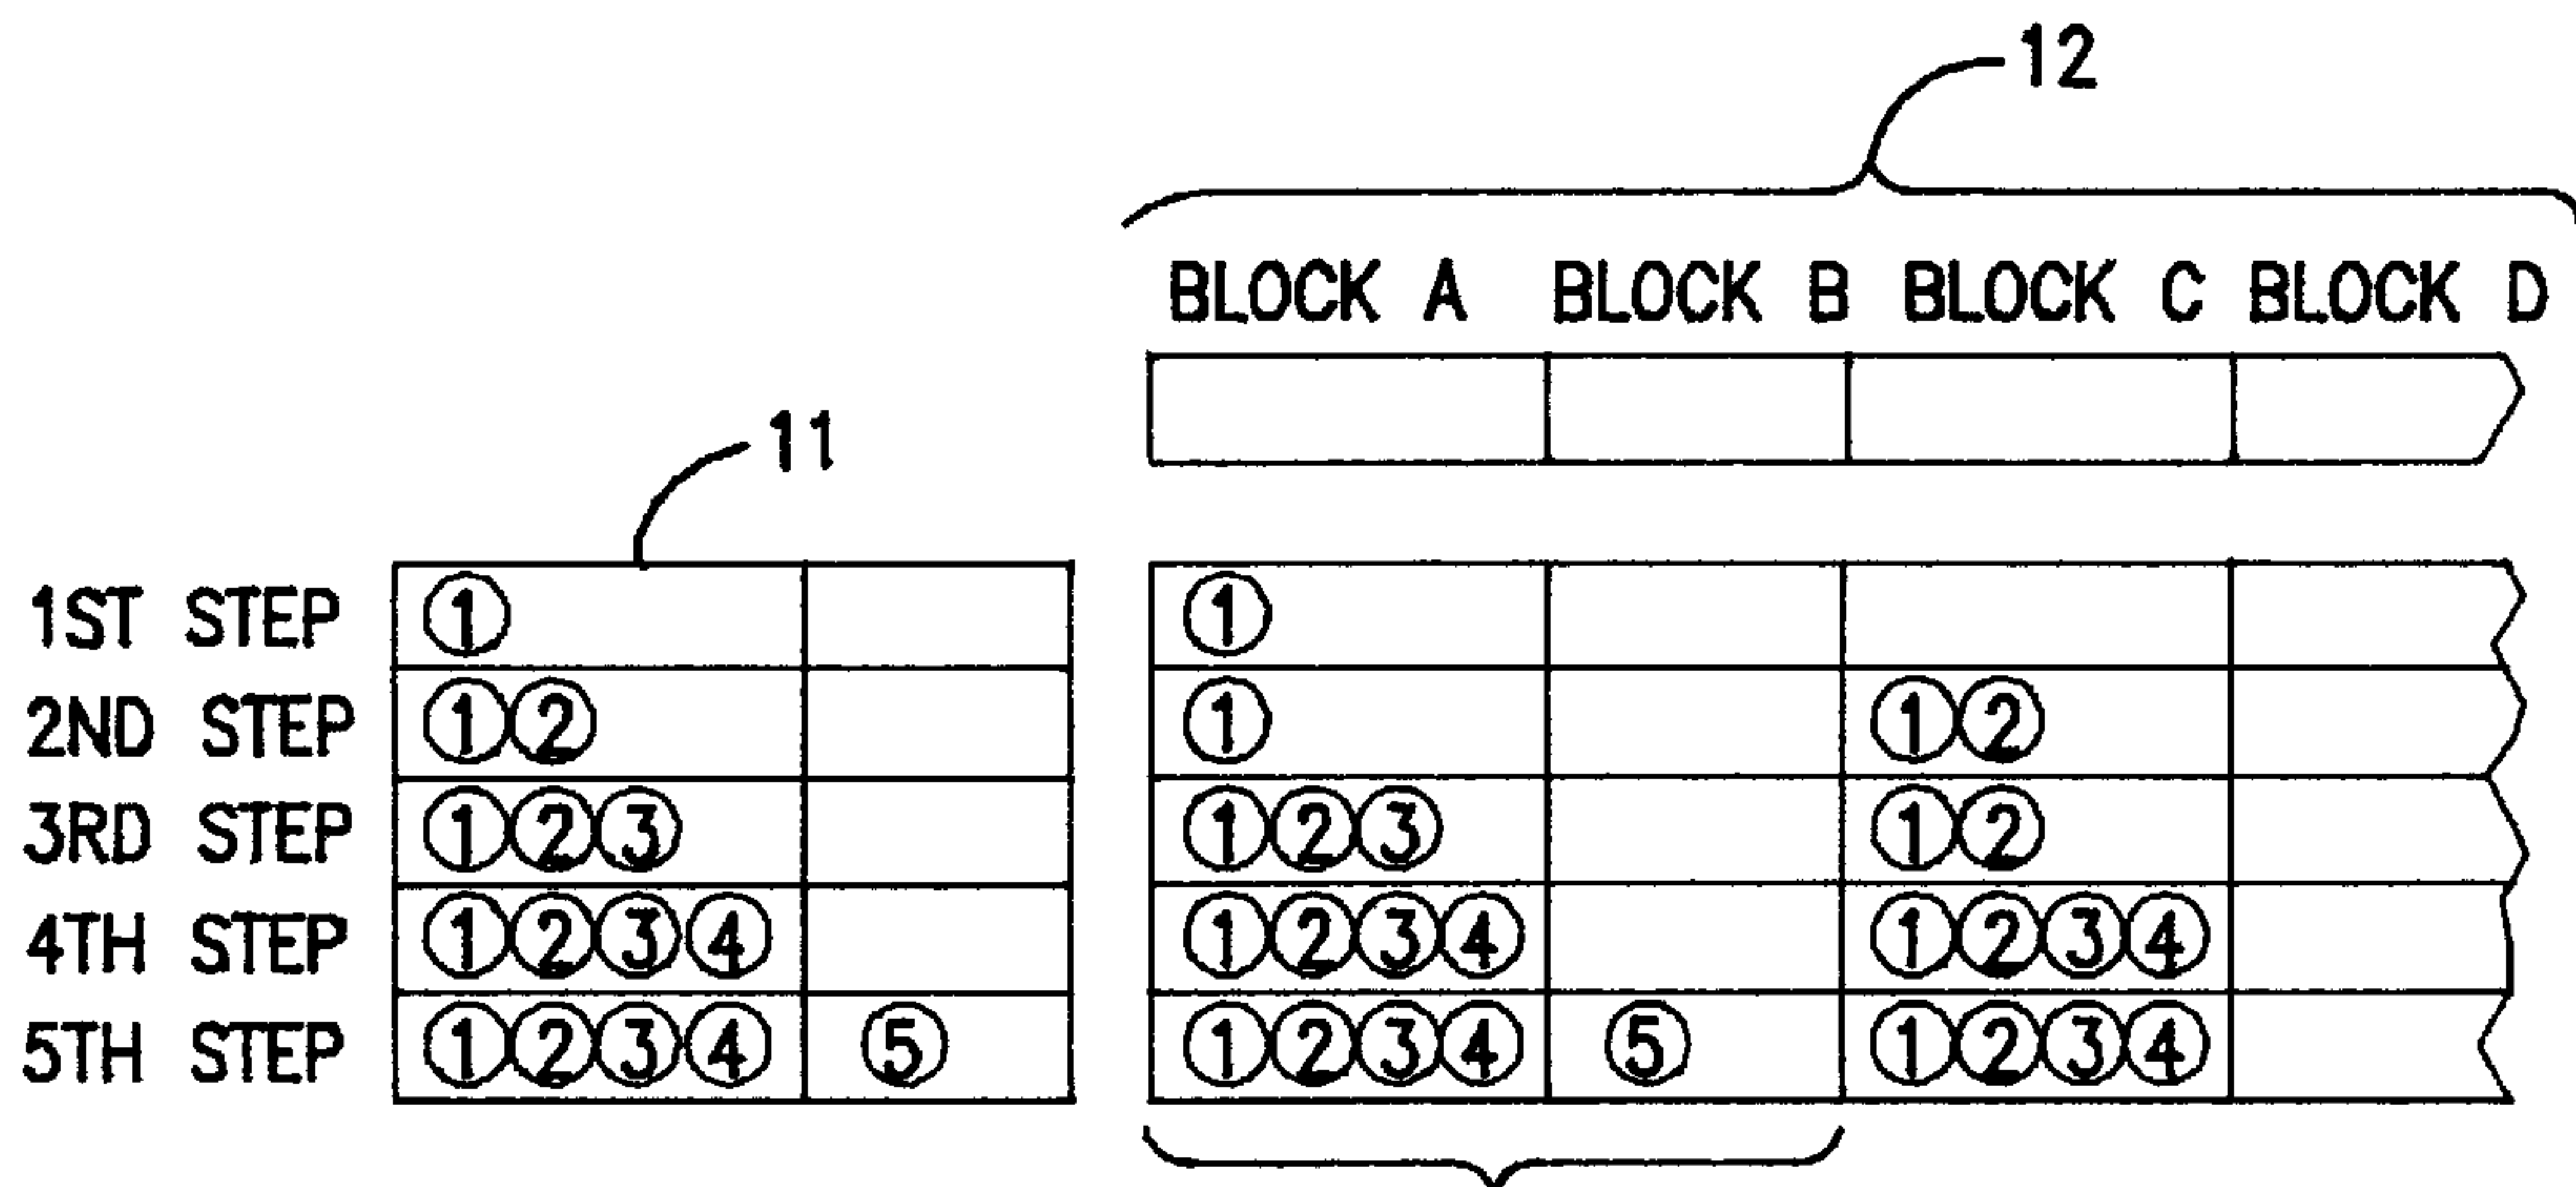 12
BLOCK A BLOCK B BLOCK C BLOCK D
11
1ST STEP ① ①
2ND STEP ①② ① ①②
3RD STEP ①②③ ①②③ ①②
4TH STEP ①②③④ ①②③④ ①②③④
5TH STEP ①②③④ ⑤ ①②③④ ⑤ ①②③④